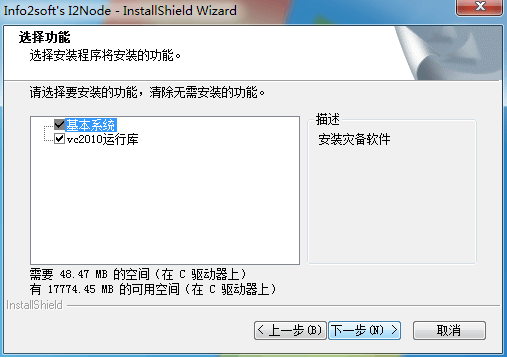 Info2soft's I2Node - InstallShield Wizard
选择功能
选择安装程序将安装的功能。
请选择要安装的功能，清除无需安装的功能。
基本系统
vc2010运行库
描述
安装灾备软件
需要 48.47 MB 的空间（在 C 驱动器上）
有 17774.45 MB 的可用空间（在 C 驱动器上）
InstallShield
< 上一步(B)
下一步(N) >
取消